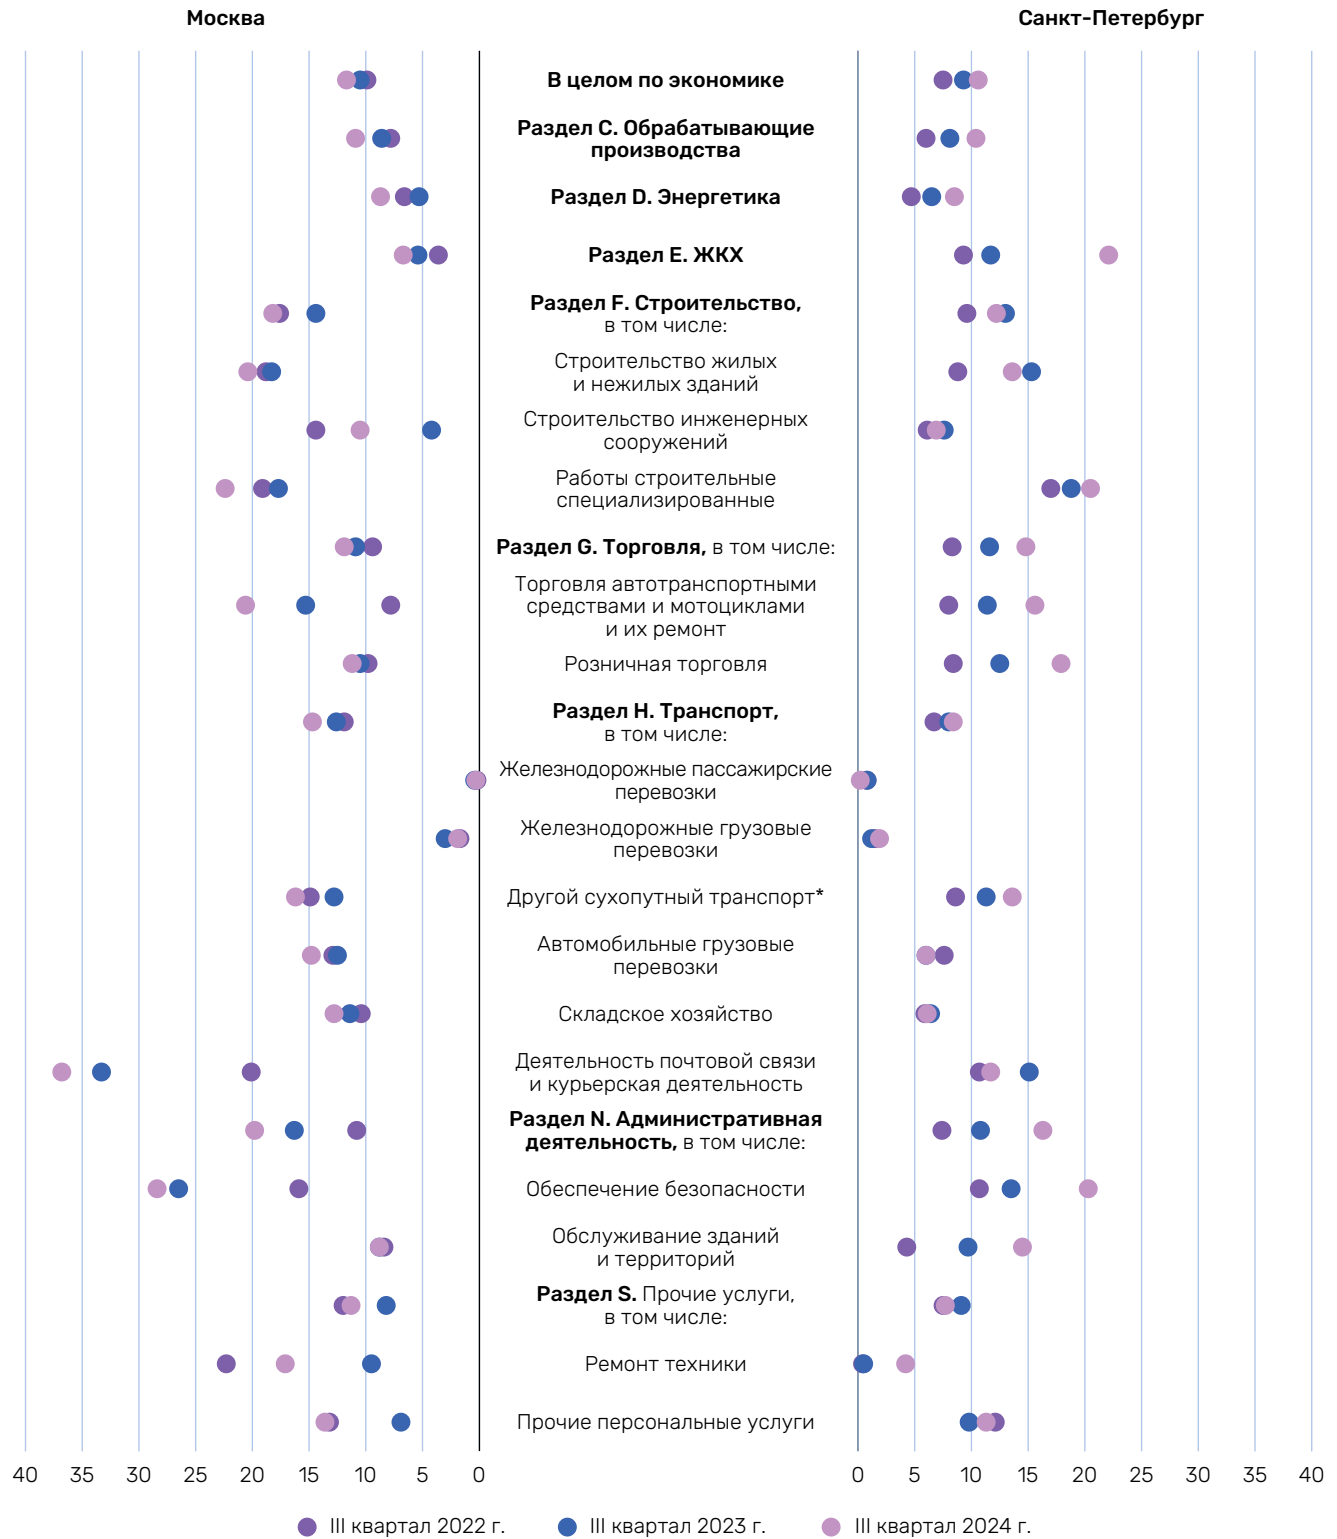 Москва
Санкт-Петербург
В целом по экономике
Раздел C. Обрабатывающие
производства
Раздел D. Энергетика
Раздел E. ЖКХ
Раздел F. Строительство,
в том числе:
Строительство жилых
и нежилых зданий
Строительство инженерных
сооружений
Работы строительные
специализированные
Раздел G. Торговля, в том числе:
Торговля автотранспортными
средствами и мотоциклами
и их ремонт
Розничная торговля
Раздел H. Транспорт,
в том числе:
Железнодорожные пассажирские
перевозки
Железнодорожные грузовые
перевозки
Другой сухопутный транспорт*
Автомобильные грузовые
перевозки
Складское хозяйство
Деятельность почтовой связи
и курьерская деятельность
Раздел N. Административная
деятельность, в том числе:
Обеспечение безопасности
Обслуживание зданий
и территорий
Раздел S. Прочие услуги,
в том числе:
Ремонт техники
Прочие персональные услуги
40 35 30 25 20 15 10 5 0
0 5 10 15 20 25 30 35 40
III квартал 2022 г. III квартал 2023 г. III квартал 2024 г.